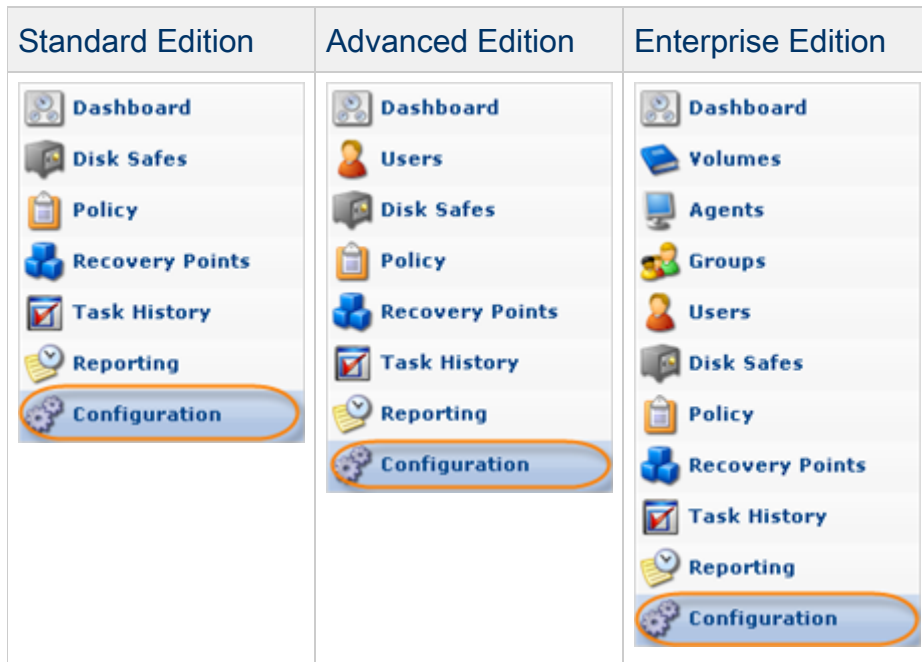 Standard Edition
Dashboard
Disk Safes
Policy
Recovery Points
Task History
Reporting
Configuration
Advanced Edition
Dashboard
Users
Disk Safes
Policy
Recovery Points
Task History
Reporting
Configuration
Enterprise Edition
Dashboard
Volumes
Agents
Groups
Users
Disk Safes
Policy
Recovery Points
Task History
Reporting
Configuration